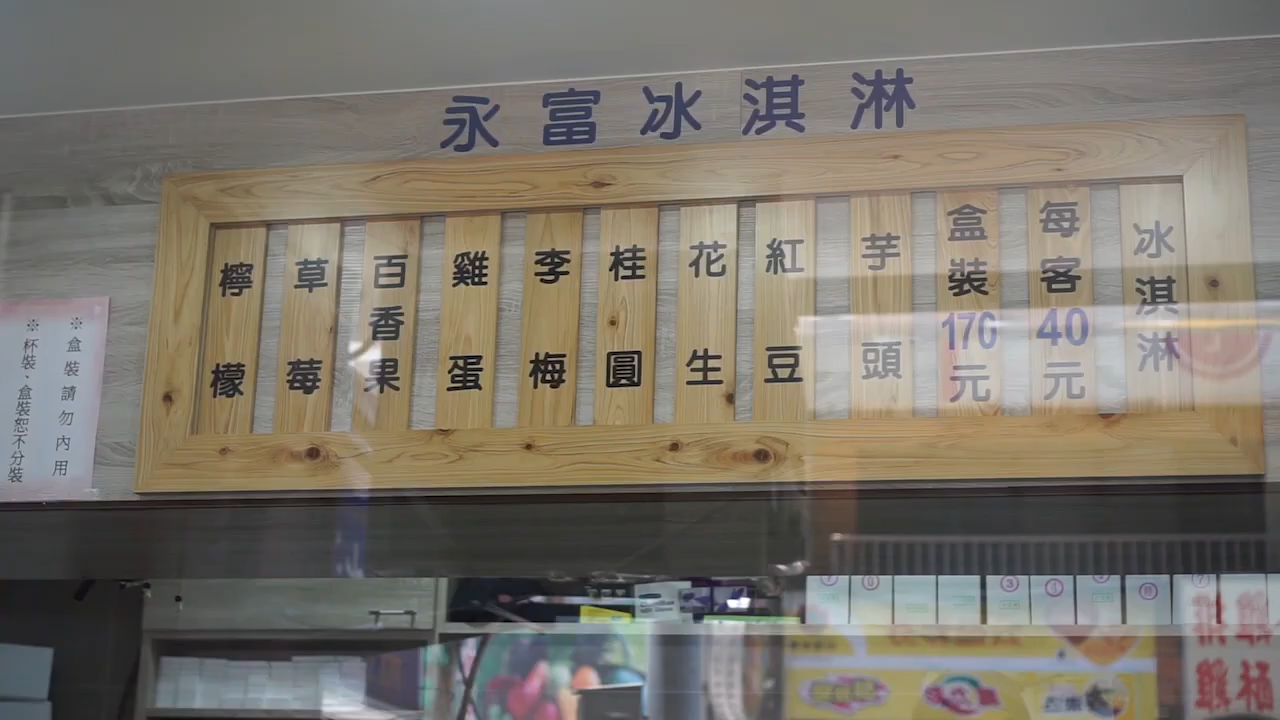 永富冰淇淋
冰淇淋
每客40元
盒裝170元
芋頭
紅豆
花生
桂圓
李梅
雞蛋
百香果
草莓
檸檬
※盒裝請勿內用
※杯裝、盒裝恕不分裝